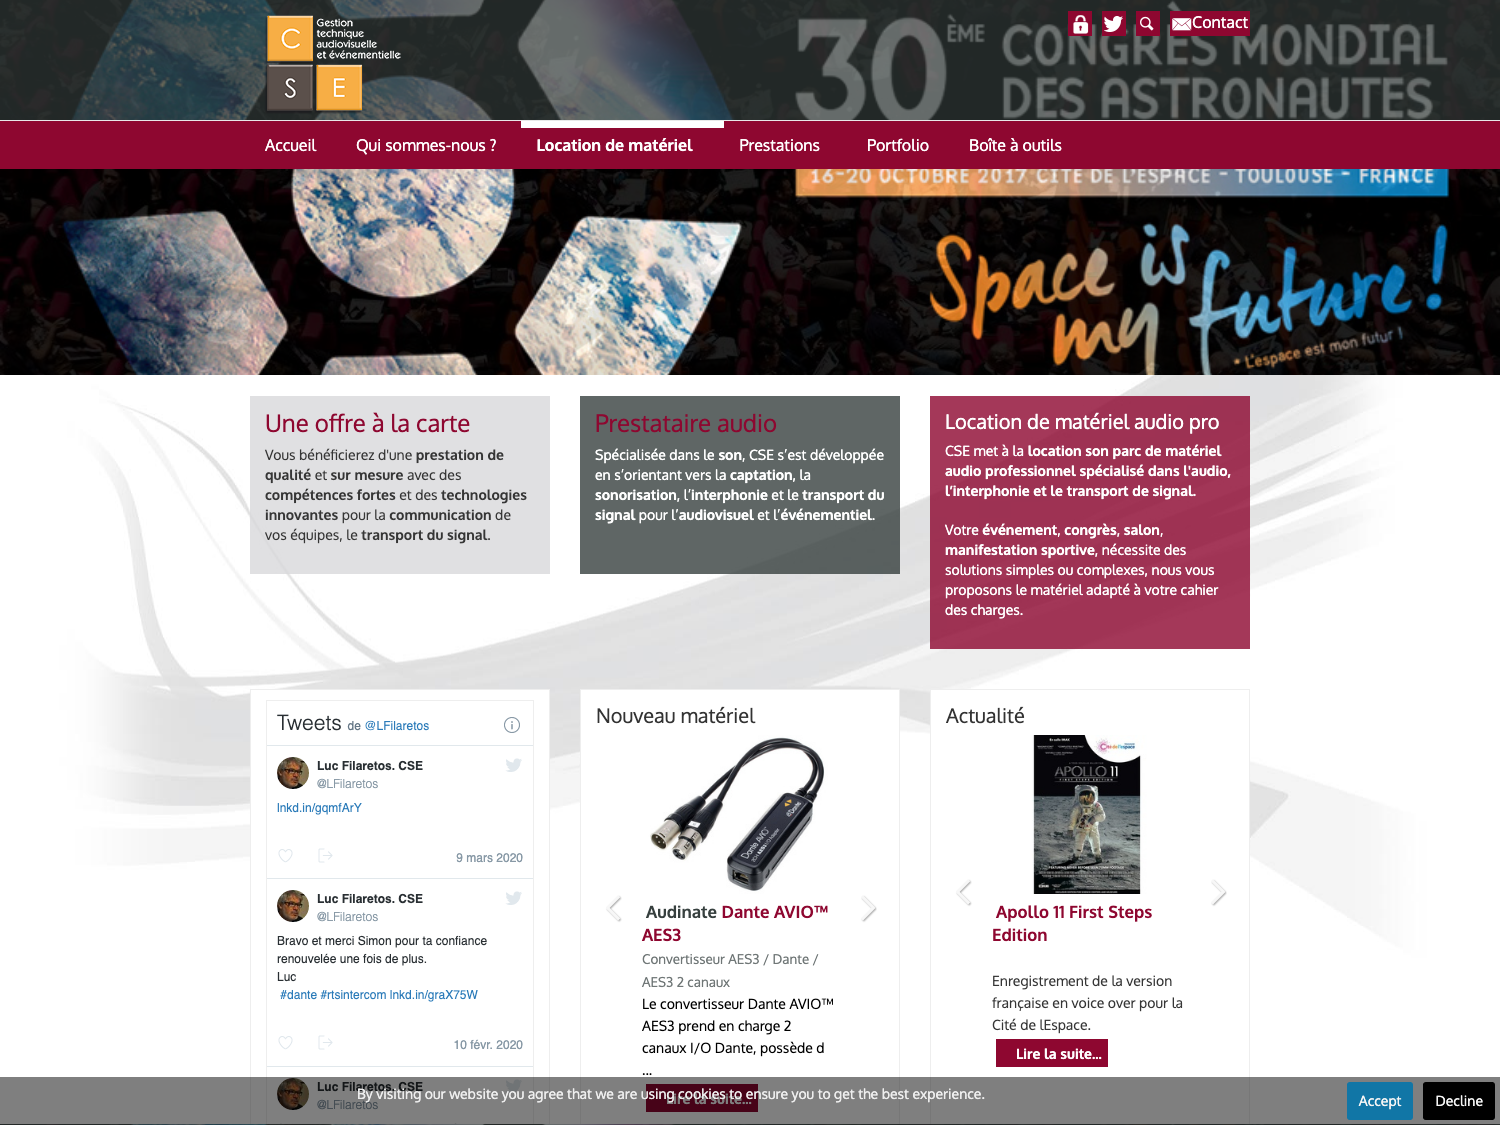 C
Gestion
technique
audiovisuelle
et événementielle
S E
Contact
30 ÈME CONGRÈS MONDIAL
DES ASTRONAUTES
Accueil
Qui sommes-nous ?
Location de matériel
Prestations
Portfolio
Boîte à outils
16-20 OCTOBRE 2017 CITÉ DE L'ESPACE - TOULOUSE - FRANCE
Space is
my future !
* L'espace est mon futur !
Une offre à la carte
Vous bénéficierez d'une prestation de
qualité et sur mesure avec des
compétences fortes et des technologies
innovantes pour la communication de
vos équipes, le transport du signal.
Prestataire audio
Spécialisée dans le son, CSE s’est développée
en s’orientant vers la captation, la
sonorisation, l’interphonie et le transport du
signal pour l’audiovisuel et l’événementiel.
Location de matériel audio pro
CSE met à la location son parc de matériel
audio professionnel spécialisé dans l'audio,
l’interphonie et le transport de signal.
Votre événement, congrès, salon,
manifestation sportive, nécessite des
solutions simples ou complexes, nous vous
proposons le matériel adapté à votre cahier
des charges.
Tweets de @LFilaretos
Luc Filaretos. CSE
@LFilaretos
lnkd.in/gqmfArY
9 mars 2020
Luc Filaretos. CSE
@LFilaretos
Bravo et merci Simon pour ta confiance
renouvelée une fois de plus.
Luc
#dante #rtsintercom lnkd.in/graX75W
10 févr. 2020
Luc Filaretos. CSE
@LFilaretos
Nouveau matériel
Dante AVIO
Audinate Dante AVIO™
AES3
Convertisseur AES3 / Dante /
AES3 2 canaux
Le convertisseur Dante AVIO™
AES3 prend en charge 2
canaux I/O Dante, possède d
...
Lire la suite...
Actualité
APOLLO 11
FIRST STEPS EDITION
Apollo 11 First Steps
Edition
Enregistrement de la version
française en voice over pour la
Cité de lEspace.
Lire la suite...
By visiting our website you agree that we are using cookies to ensure you to get the best experience.
Accept
Decline